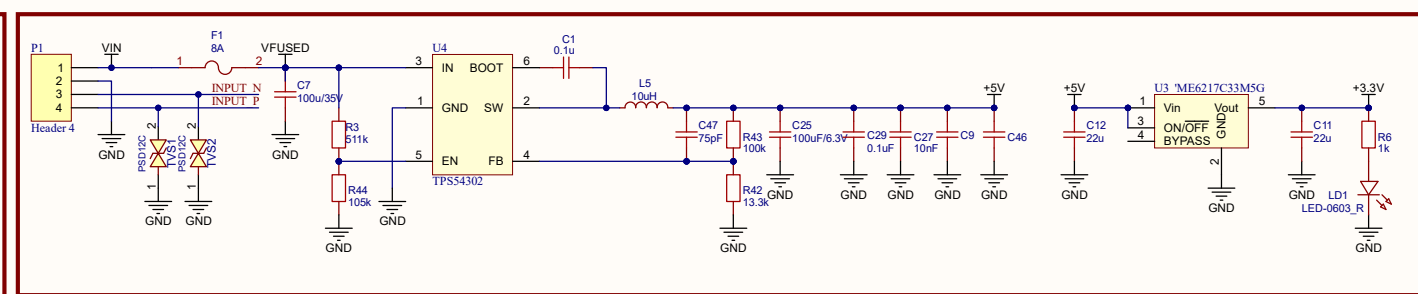 P1
1
2
3
4
Header 4
VIN
GND
F1
8A
1
2
VFUSED
INPUT_N
INPUT_P
2
PSD12C
TVS1
1
GND
2
PSD12C
TVS2
1
GND
C7
100u/35V
GND
R3
511k
R44
105k
GND
U4
3
IN
BOOT
6
1
GND
SW
2
5
EN
FB
4
TPS54302
GND
C1
0.1u
L5
10uH
C47
75pF
R43
100k
R42
13.3k
GND
C25
100uF/6.3V
GND
C29
0.1uF
GND
C27
10nF
GND
C9
GND
+5V
C46
GND
+5V
C12
22u
GND
U3 'ME6217C33M5G
1
Vin
Vout
5
3
ON/OFF
4
BYPASS
GND
2
GND
C11
22u
GND
+3.3V
R6
1k
LD1
LED-0603_R
GND